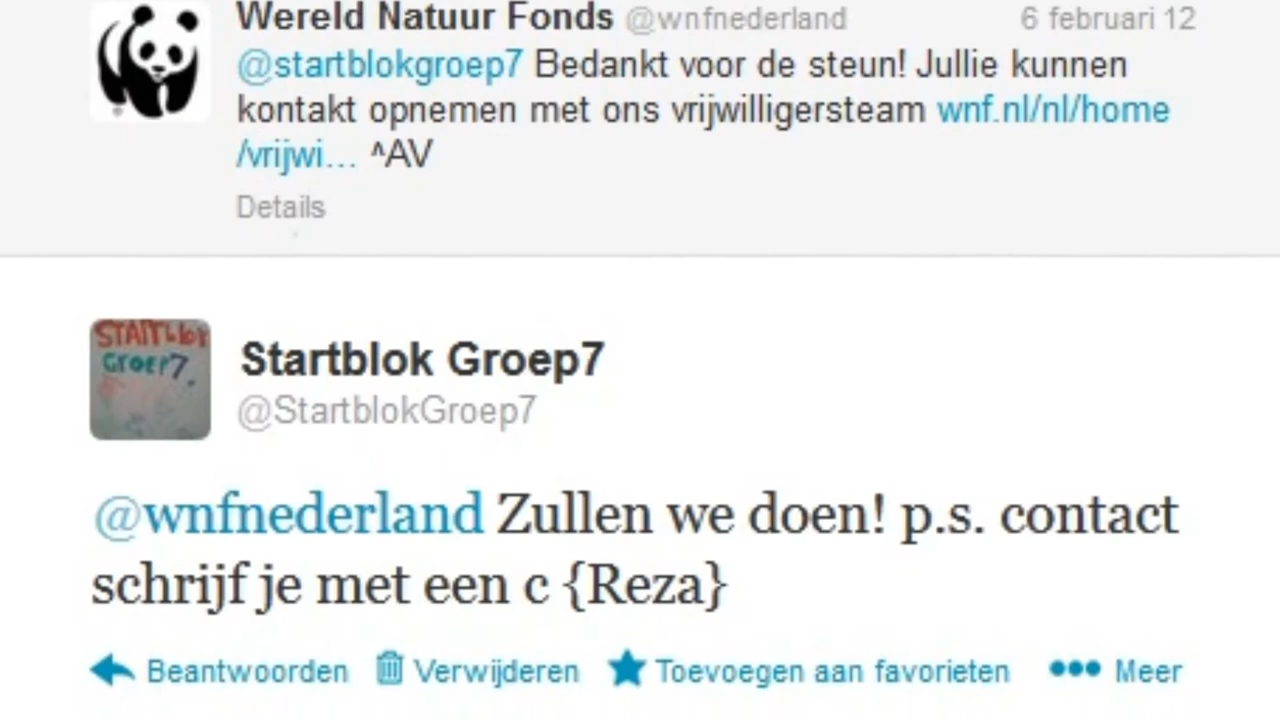 Wereld Natuur Fonds @wnfnederland 6 februari 12
@startblokgroep7 Bedankt voor de steun! Jullie kunnen
kontakt opnemen met ons vrijwilligersteam wnf.nl/nl/home
/vrijwi... ^AV
Details
STARTblok
Groep7.
Startblok Groep7
@StartblokGroep7
@wnfnederland Zullen we doen! p.s. contact
schrijf je met een c {Reza}
Beantwoorden Verwijderen Toevoegen aan favorieten Meer